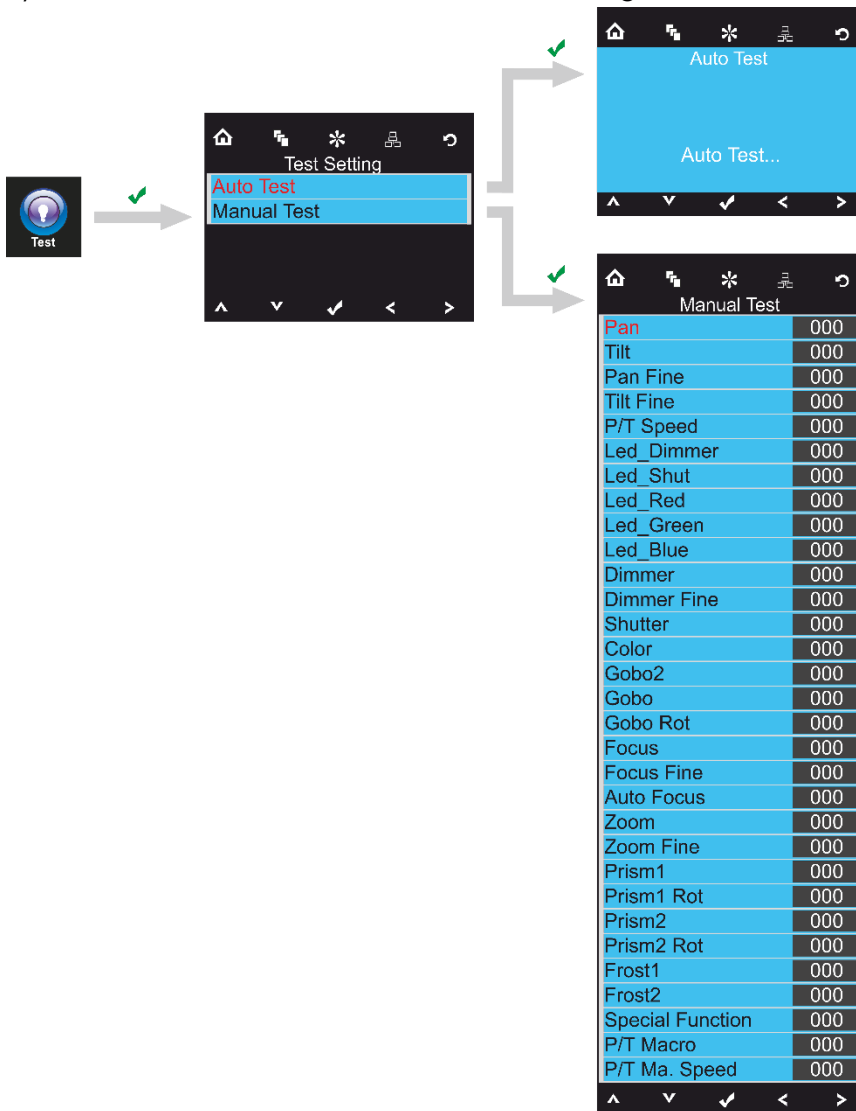 Test
Test Setting
Auto Test
Manual Test
Auto Test
Auto Test...
Manual Test
Pan 000
Tilt 000
Pan Fine 000
Tilt Fine 000
P/T Speed 000
Led_Dimmer 000
Led_Shut 000
Led_Red 000
Led_Green 000
Led_Blue 000
Dimmer 000
Dimmer Fine 000
Shutter 000
Color 000
Gobo2 000
Gobo 000
Gobo Rot 000
Focus 000
Focus Fine 000
Auto Focus 000
Zoom 000
Zoom Fine 000
Prism1 000
Prism1 Rot 000
Prism2 000
Prism2 Rot 000
Frost1 000
Frost2 000
Special Function 000
P/T Macro 000
P/T Ma. Speed 000